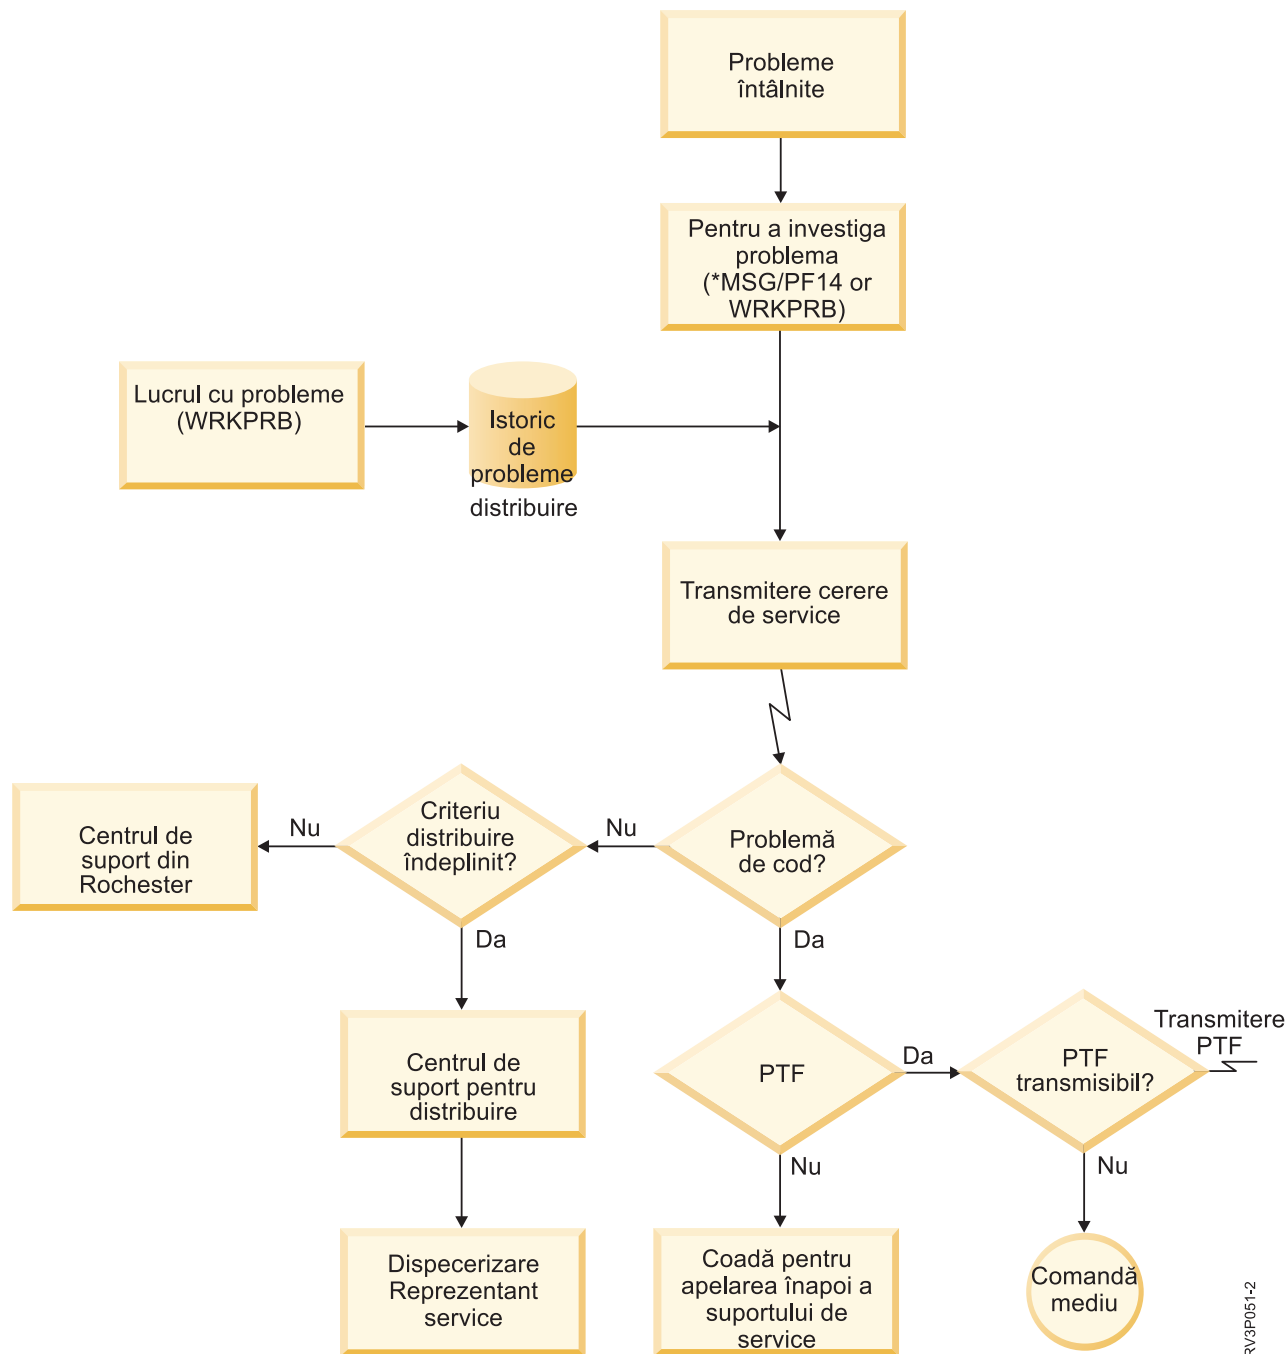 Probleme
întâlnite
Pentru a investiga
problema
(*MSG/PF14 or
WRKPRB)
Lucrul cu probleme
(WRKPRB)
Istoric
de
probleme
distribuire
Transmitere cerere
de service
Centrul de
suport din
Rochester
Nu
Criteriu
distribuire
îndeplinit?
Nu
Problemă
de cod?
Da
Da
Centrul de
suport pentru
distribuire
PTF
Da
PTF
transmisibil?
Transmitere
PTF
Nu
Nu
Dispecerizare
Reprezentant
service
Coadă pentru
apelarea înapoi a
suportului de
service
Comandă
mediu
RV3P051-2